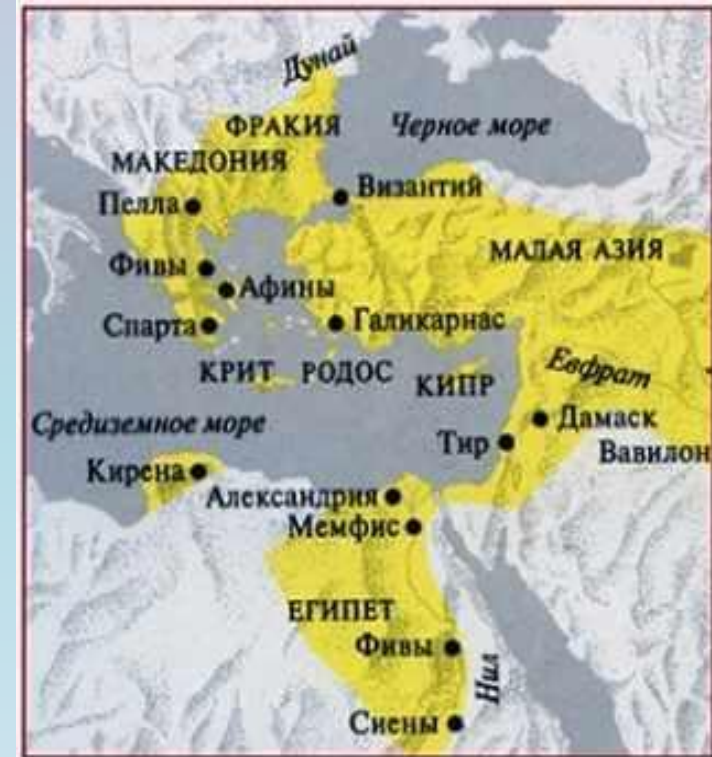 Дунай
ФРАКИЯ
Черное море
МАКЕДОНИЯ
Пелла
Византий
МАЛАЯ АЗИЯ
Фивы
Афины
Спарта
Галикарнас
КРИТ
РОДОС
КИПР
Евфрат
Средиземное море
Дамаск
Тир
Вавилон
Кирена
Александрия
Мемфис
ЕГИПЕТ
Фивы
Нил
Сиены